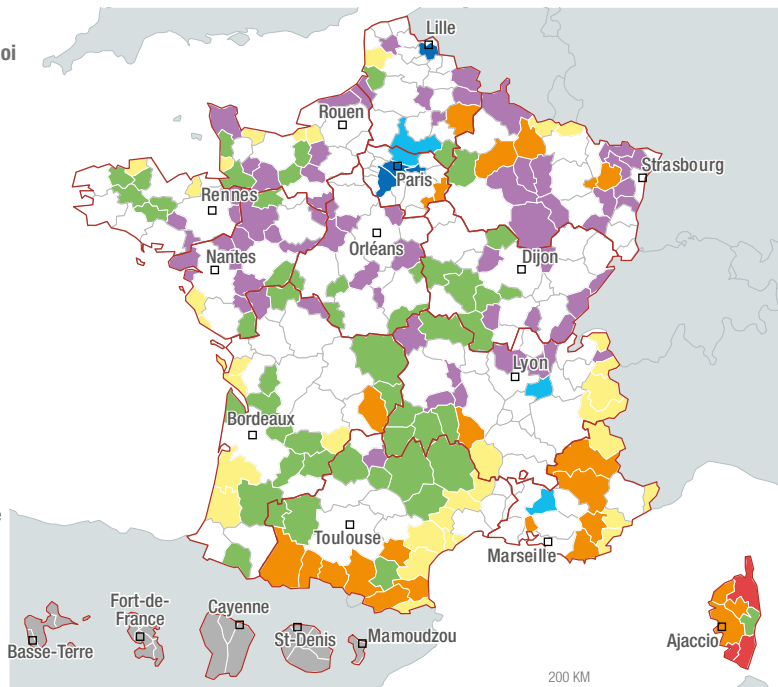 Lille
oi
Rouen
Strasbourg
Paris
Rennes
Orléans
Nantes
Dijon
Lyon
Bordeaux
Toulouse
Marseille
Fort-de-
France
Cayenne
St-Denis
Mamoudzou
Basse-Terre
Ajaccio
200 KM